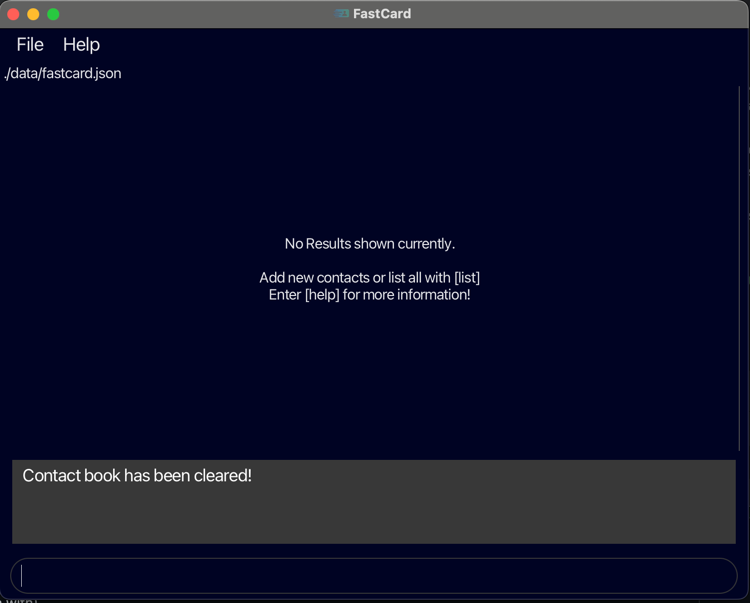 FastCard
File Help
./data/fastcard.json
No Results shown currently.
Add new contacts or list all with [list]
Enter [help] for more information!
Contact book has been cleared!